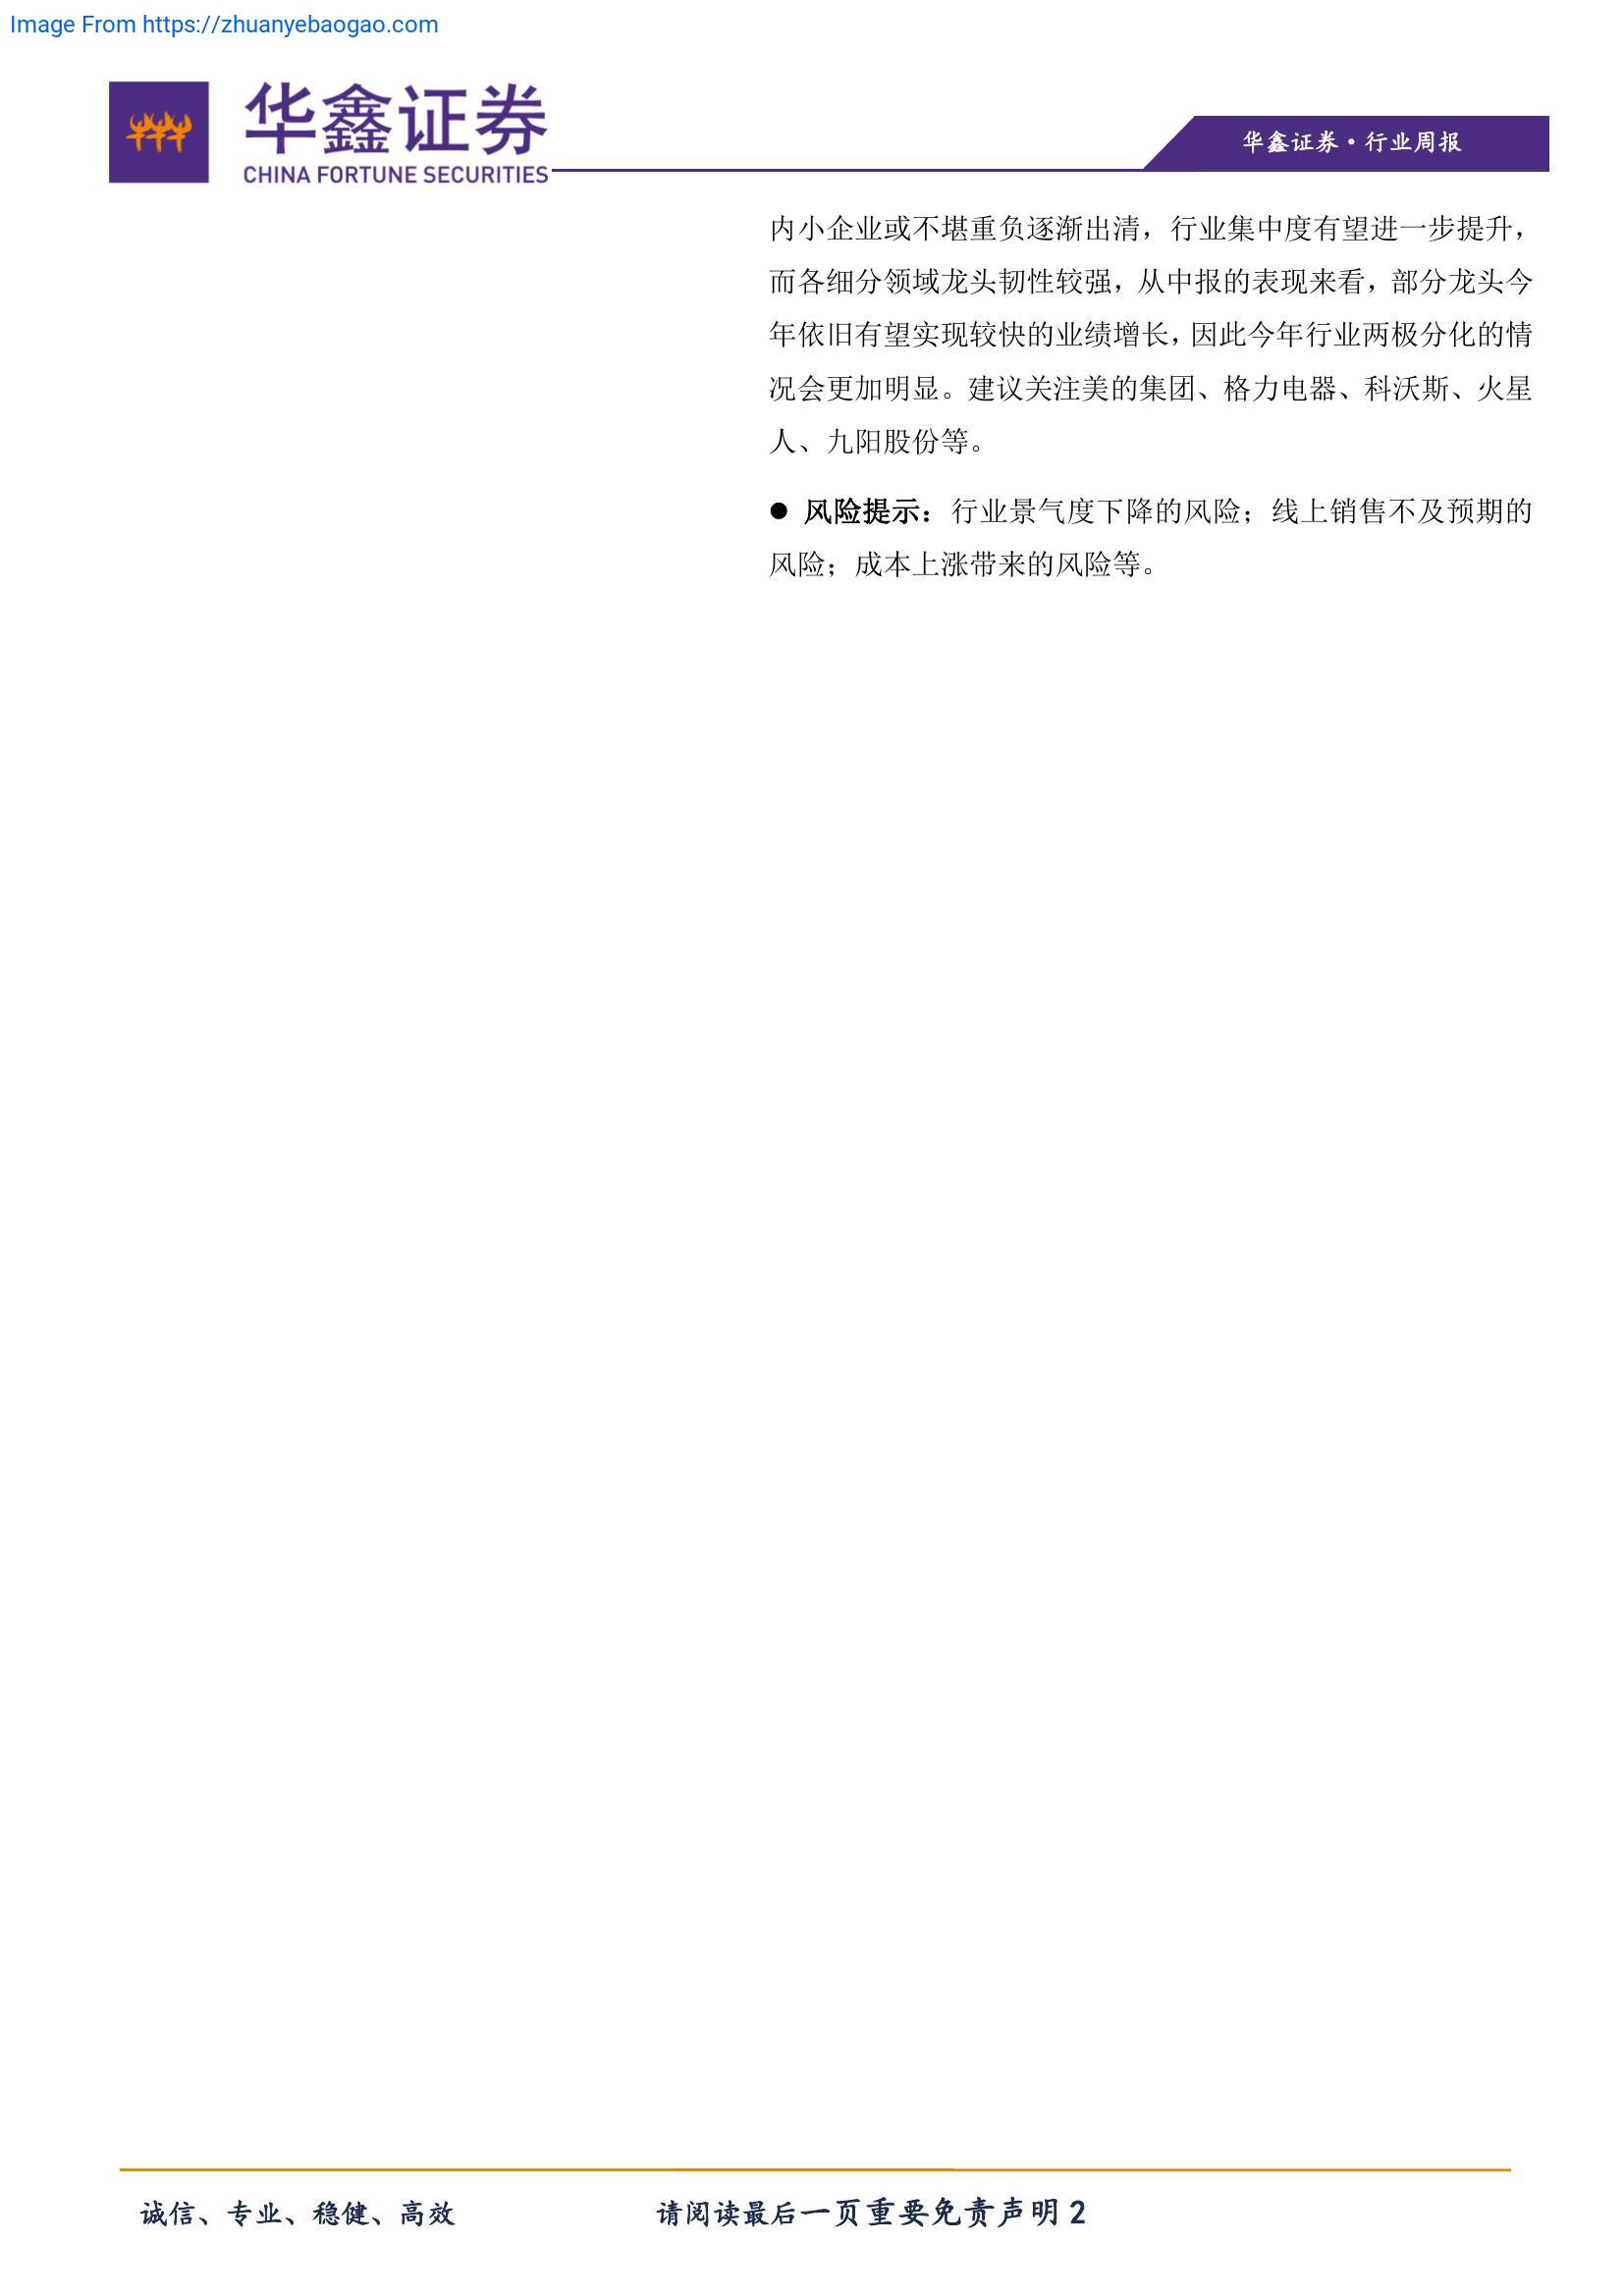 Image From https://zhuanyebaogao.com
华鑫证券
CHINA FORTUNE SECURITIES
华鑫证券·行业周报
内小企业或不堪重负逐渐出清，行业集中度有望进一步提升，
而各细分领域龙头韧性较强，从中报的表现来看，部分龙头今
年依旧有望实现较快的业绩增长，因此今年行业两极分化的情
况会更加明显。建议关注美的集团、格力电器、科沃斯、火星
人、九阳股份等。
● 风险提示：行业景气度下降的风险；线上销售不及预期的
风险；成本上涨带来的风险等。
诚信、专业、稳健、高效 请阅读最后一页重要免责声明 2